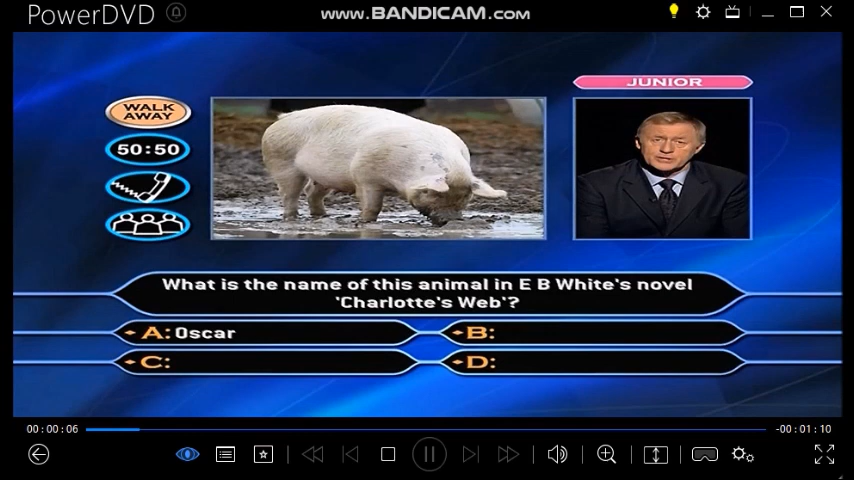 PowerDVD
www.BANDICAM.com
JUNIOR
WALK
AWAY
50:50
What is the name of this animal in E B White's novel
'Charlotte's Web'?
A: Oscar
B:
C:
D:
00:00:06
-00:01:10